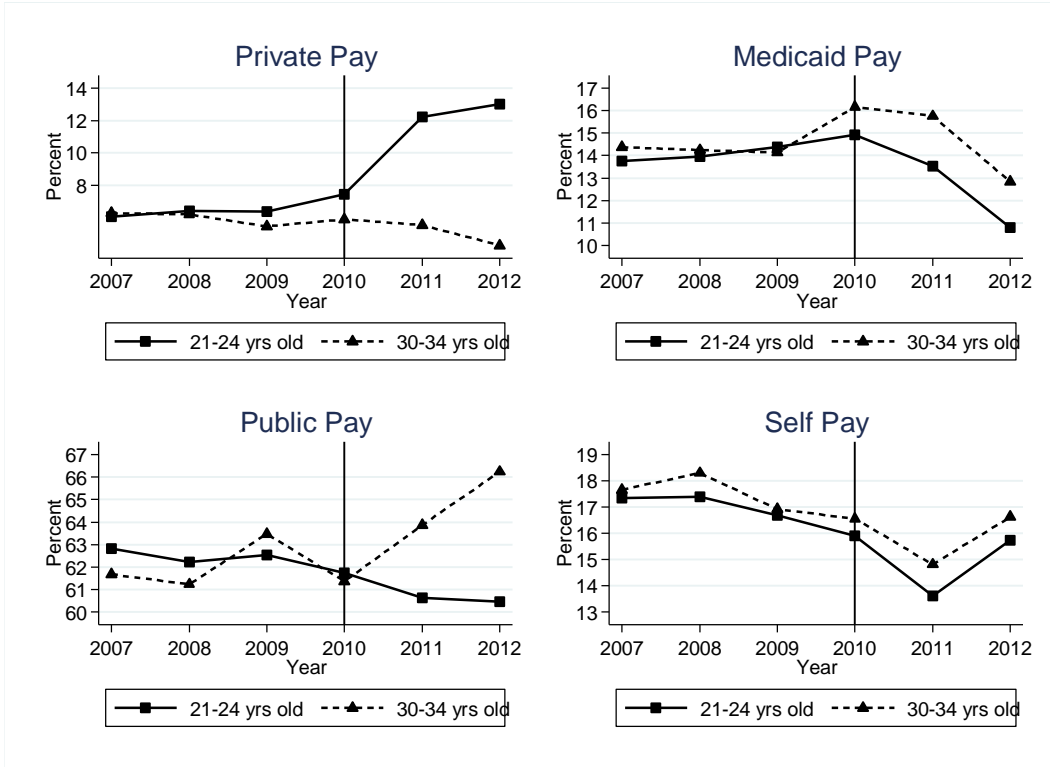 Private Pay
Percent
14
12
10
8
2007 2008 2009 2010 2011 2012
Year
21-24 yrs old 30-34 yrs old
Medicaid Pay
Percent
17
16
15
14
13
12
11
10
2007 2008 2009 2010 2011 2012
Year
21-24 yrs old 30-34 yrs old
Public Pay
Percent
67
66
65
64
63
62
61
60
2007 2008 2009 2010 2011 2012
Year
21-24 yrs old 30-34 yrs old
Self Pay
Percent
19
18
17
16
15
14
13
2007 2008 2009 2010 2011 2012
Year
21-24 yrs old 30-34 yrs old